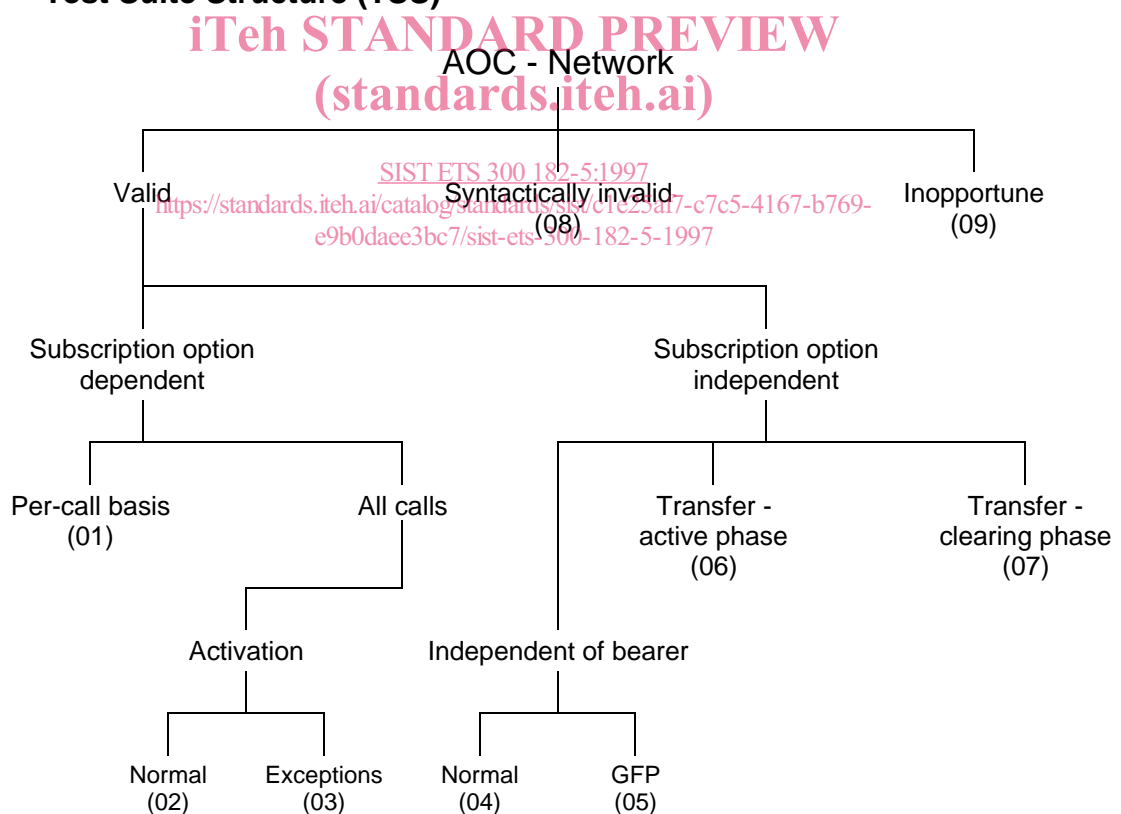 Test Suite Structure (TSS)
iTeh STANDARD PREVIEW
AOC - Network
(standards.iteh.ai)
SIST ETS 300 182-5:1997
Valid
Syntactically invalid
(08)
Inopportune
(09)
https://standards.iteh.ai/catalog/standards/sist/c1e25af7-c7c5-4167-b769-
e9b0daee3bc7/sist-ets-300-182-5-1997
Subscription option
dependent
Subscription option
independent
Per-call basis
(01)
All calls
Transfer -
active phase
(06)
Transfer -
clearing phase
(07)
Activation
Independent of bearer
Normal
(02)
Exceptions
(03)
Normal
(04)
GFP
(05)